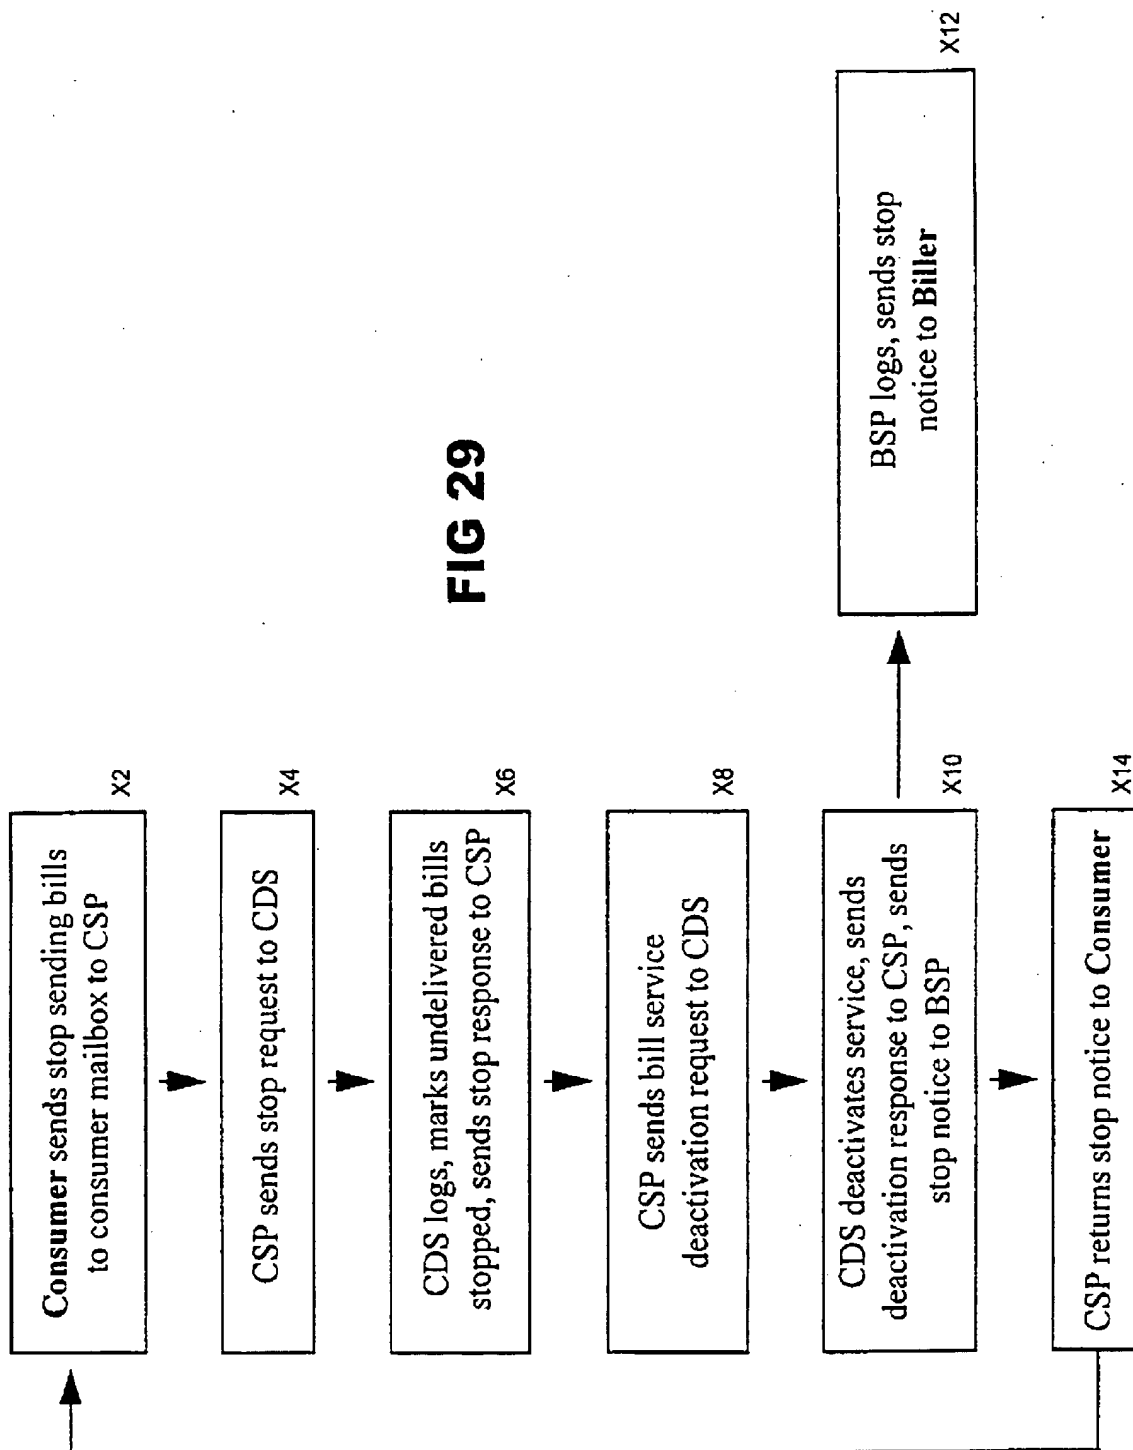 Consumer sends stop sending bills
to consumer mailbox to CSP
X2
CSP sends stop request to CDS
X4
CDS logs, marks undelivered bills
stopped, sends stop response to CSP
X6
CSP sends bill service
deactivation request to CDS
X8
CDS deactivates service, sends
deactivation response to CSP, sends
stop notice to BSP
X10
BSP logs, sends stop
notice to Biller
X12
CSP returns stop notice to Consumer
X14
FIG 29